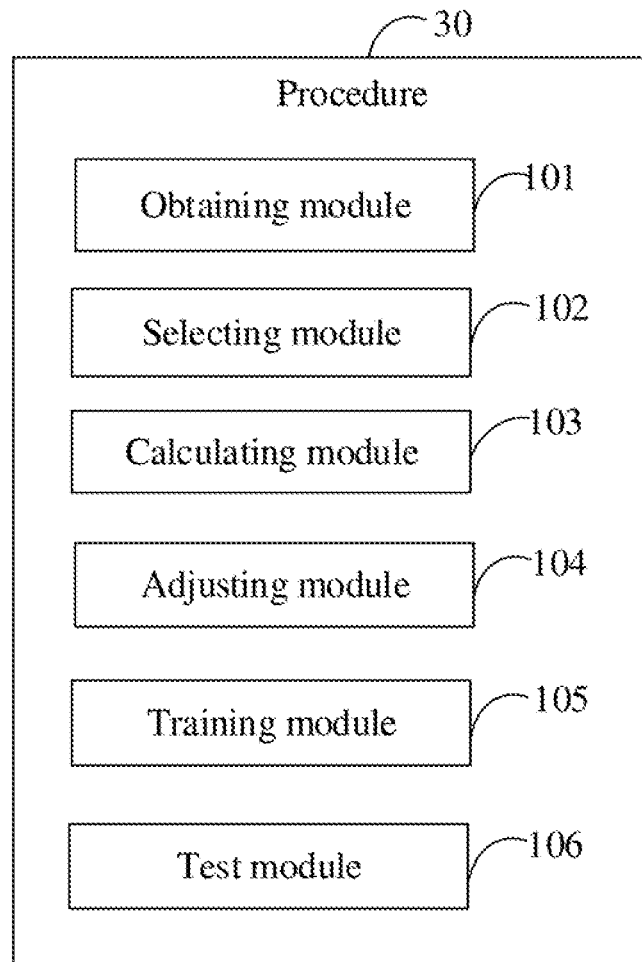 30
Procedure
Obtaining module
101
Selecting module
102
Calculating module
103
Adjusting module
104
Training module
105
Test module
106